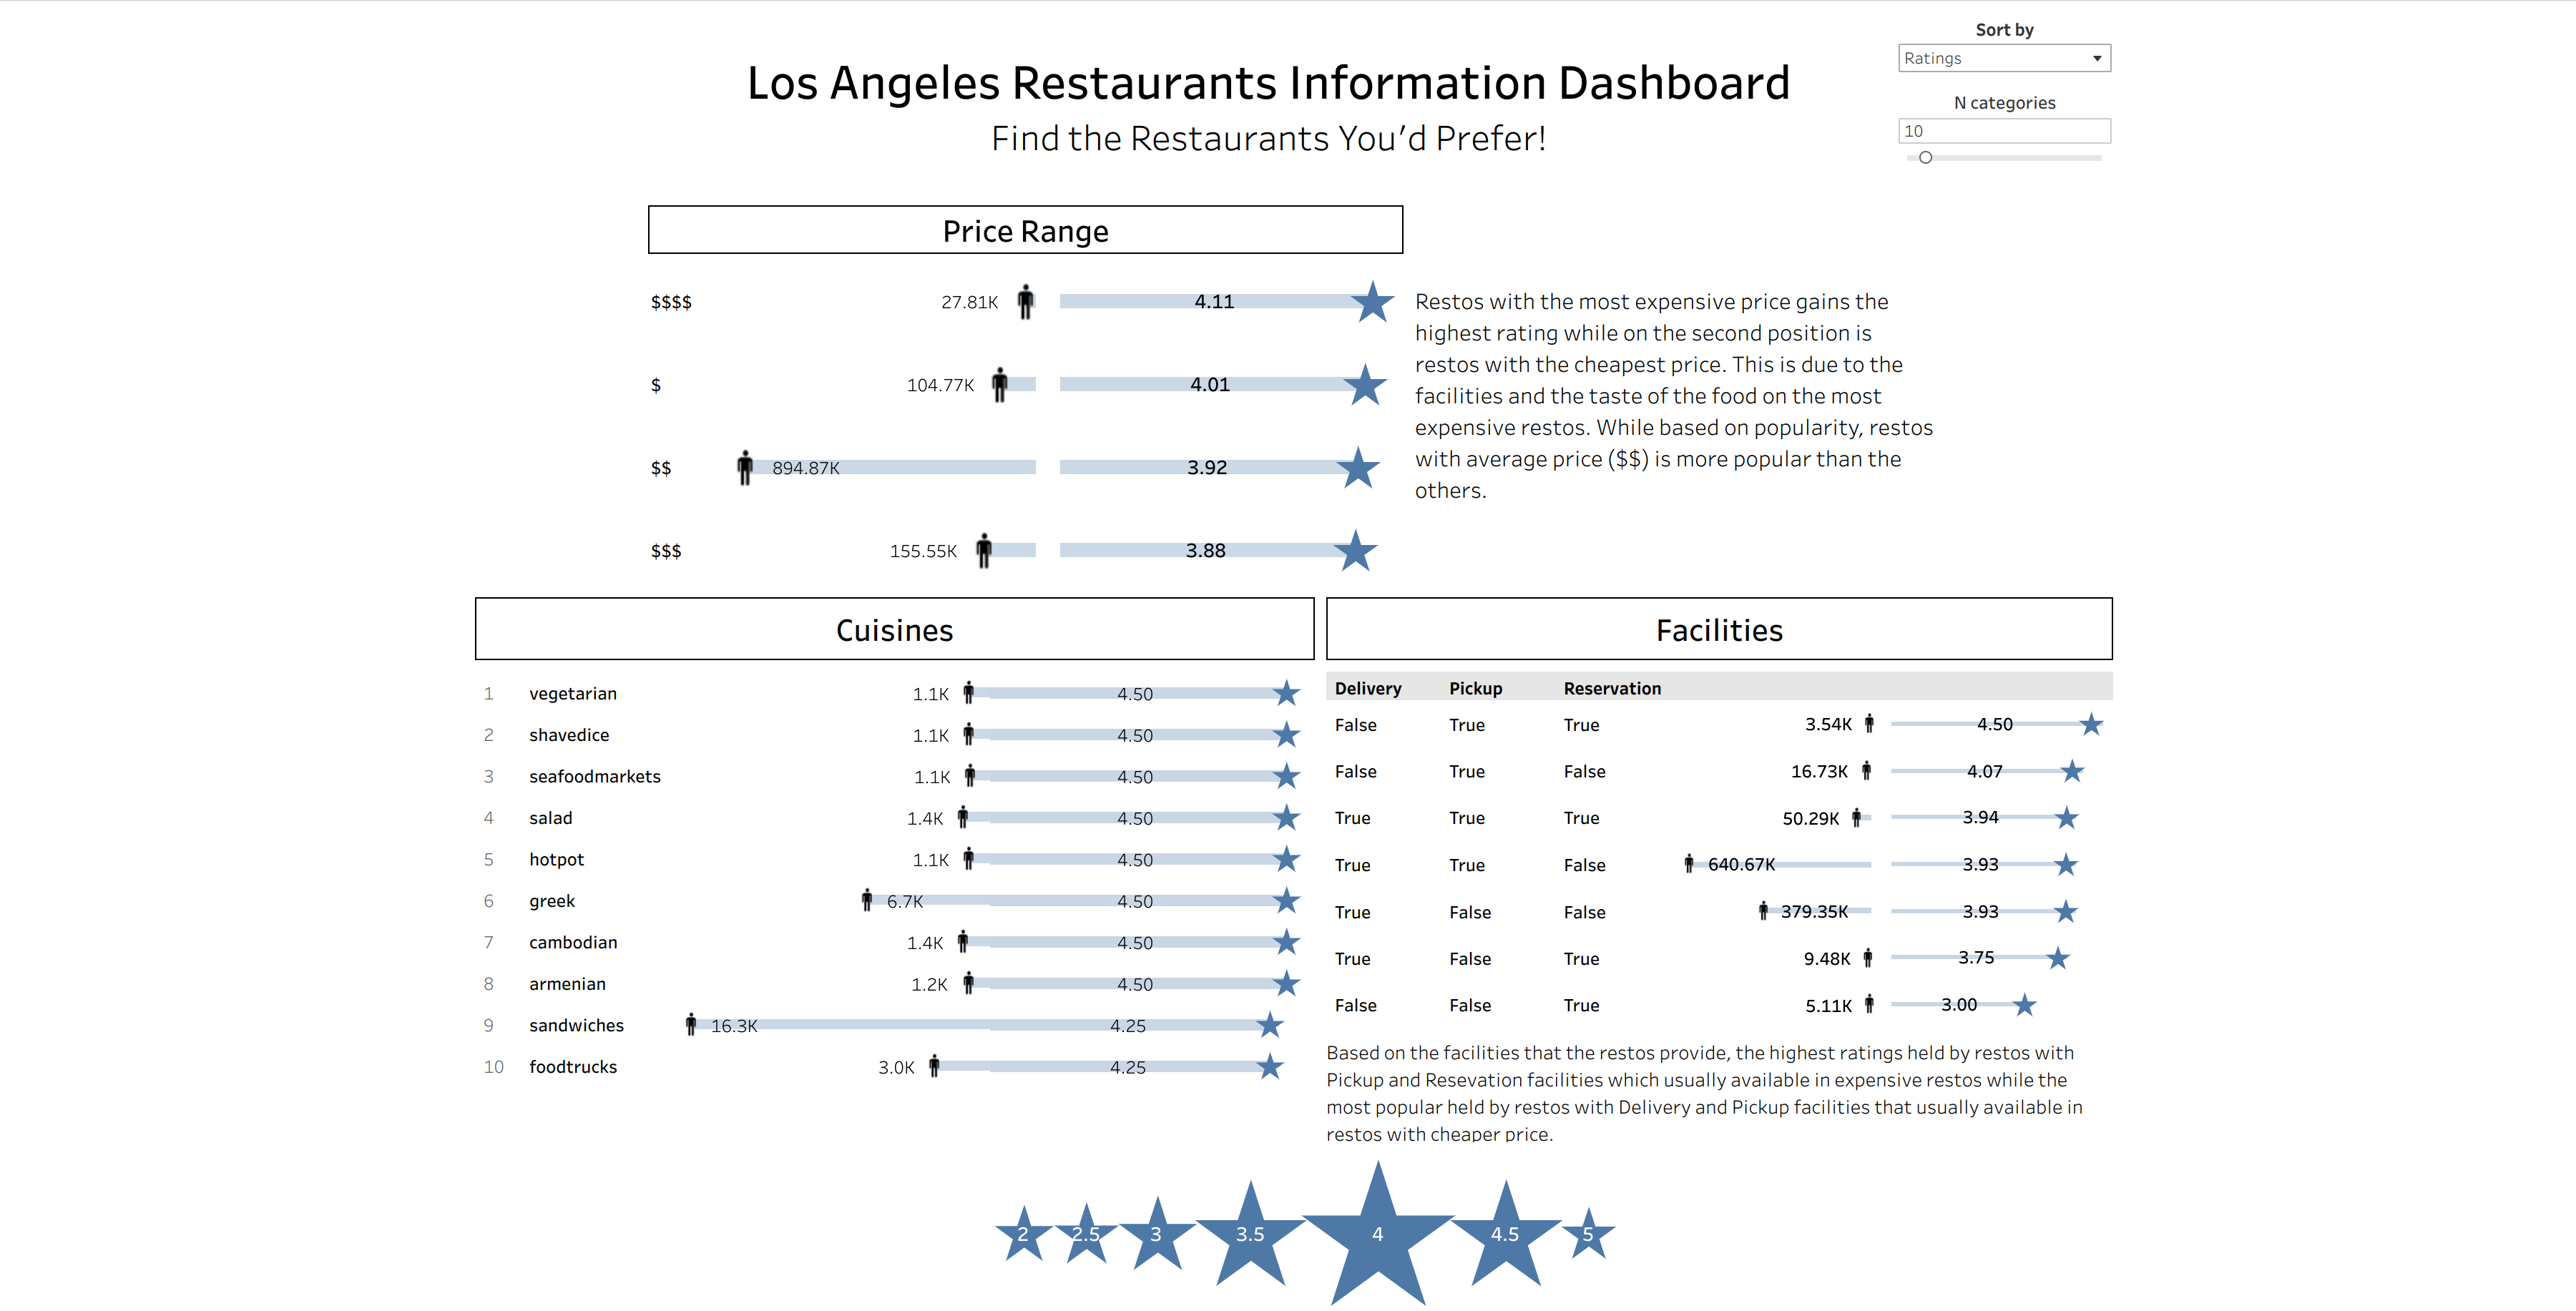 Sort by
Ratings
N categories
10
Los Angeles Restaurants Information Dashboard
Find the Restaurants You'd Prefer!
Price Range
$$$$ 27.81K 4.11
$ 104.77K 4.01
$$ 894.87K 3.92
$$$ 155.55K 3.88
Restos with the most expensive price gains the
highest rating while on the second position is
restos with the cheapest price. This is due to the
facilities and the taste of the food on the most
expensive restos. While based on popularity, restos
with average price ($$) is more popular than the
others.
Cuisines
1 vegetarian 1.1K 4.50
2 shavedice 1.1K 4.50
3 seafoodmarkets 1.1K 4.50
4 salad 1.4K 4.50
5 hotpot 1.1K 4.50
6 greek 6.7K 4.50
7 cambodian 1.4K 4.50
8 armenian 1.2K 4.50
9 sandwiches 16.3K 4.25
10 foodtrucks 3.0K 4.25
Facilities
Delivery Pickup Reservation
False True True 3.54K 4.50
False True False 16.73K 4.07
True True True 50.29K 3.94
True True False 640.67K 3.93
True False False 379.35K 3.93
True False True 9.48K 3.75
False False True 5.11K 3.00
Based on the facilities that the restos provide, the highest ratings held by restos with
Pickup and Resevation facilities which usually available in expensive restos while the
most popular held by restos with Delivery and Pickup facilities that usually available in
restos with cheaper price.
2 2.5 3 3.5 4 4.5 5